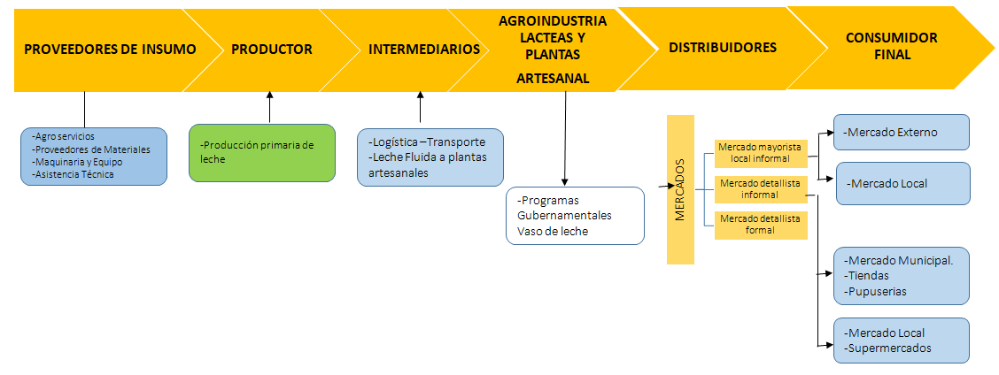 PROVEEDORES DE INSUMO
PRODUCTOR
INTERMEDIARIOS
AGROINDUSTRIA
LACTEAS Y
PLANTAS
ARTESANAL
DISTRIBUIDORES
CONSUMIDOR
FINAL
-Agro servicios
-Proveedores de Materiales
-Maquinaria y Equipo
-Asistencia Técnica
-Producción primaria de
leche
-Logística –Transporte
-Leche Fluida a plantas
artesanales
-Programas
Gubernamentales
Vaso de leche
MERCADOS
Mercado mayorista
local informal
Mercado detallista
informal
Mercado detallista
formal
-Mercado Externo
-Mercado Local
-Mercado Municipal.
-Tiendas
-Pupuserias
-Mercado Local
-Supermercados